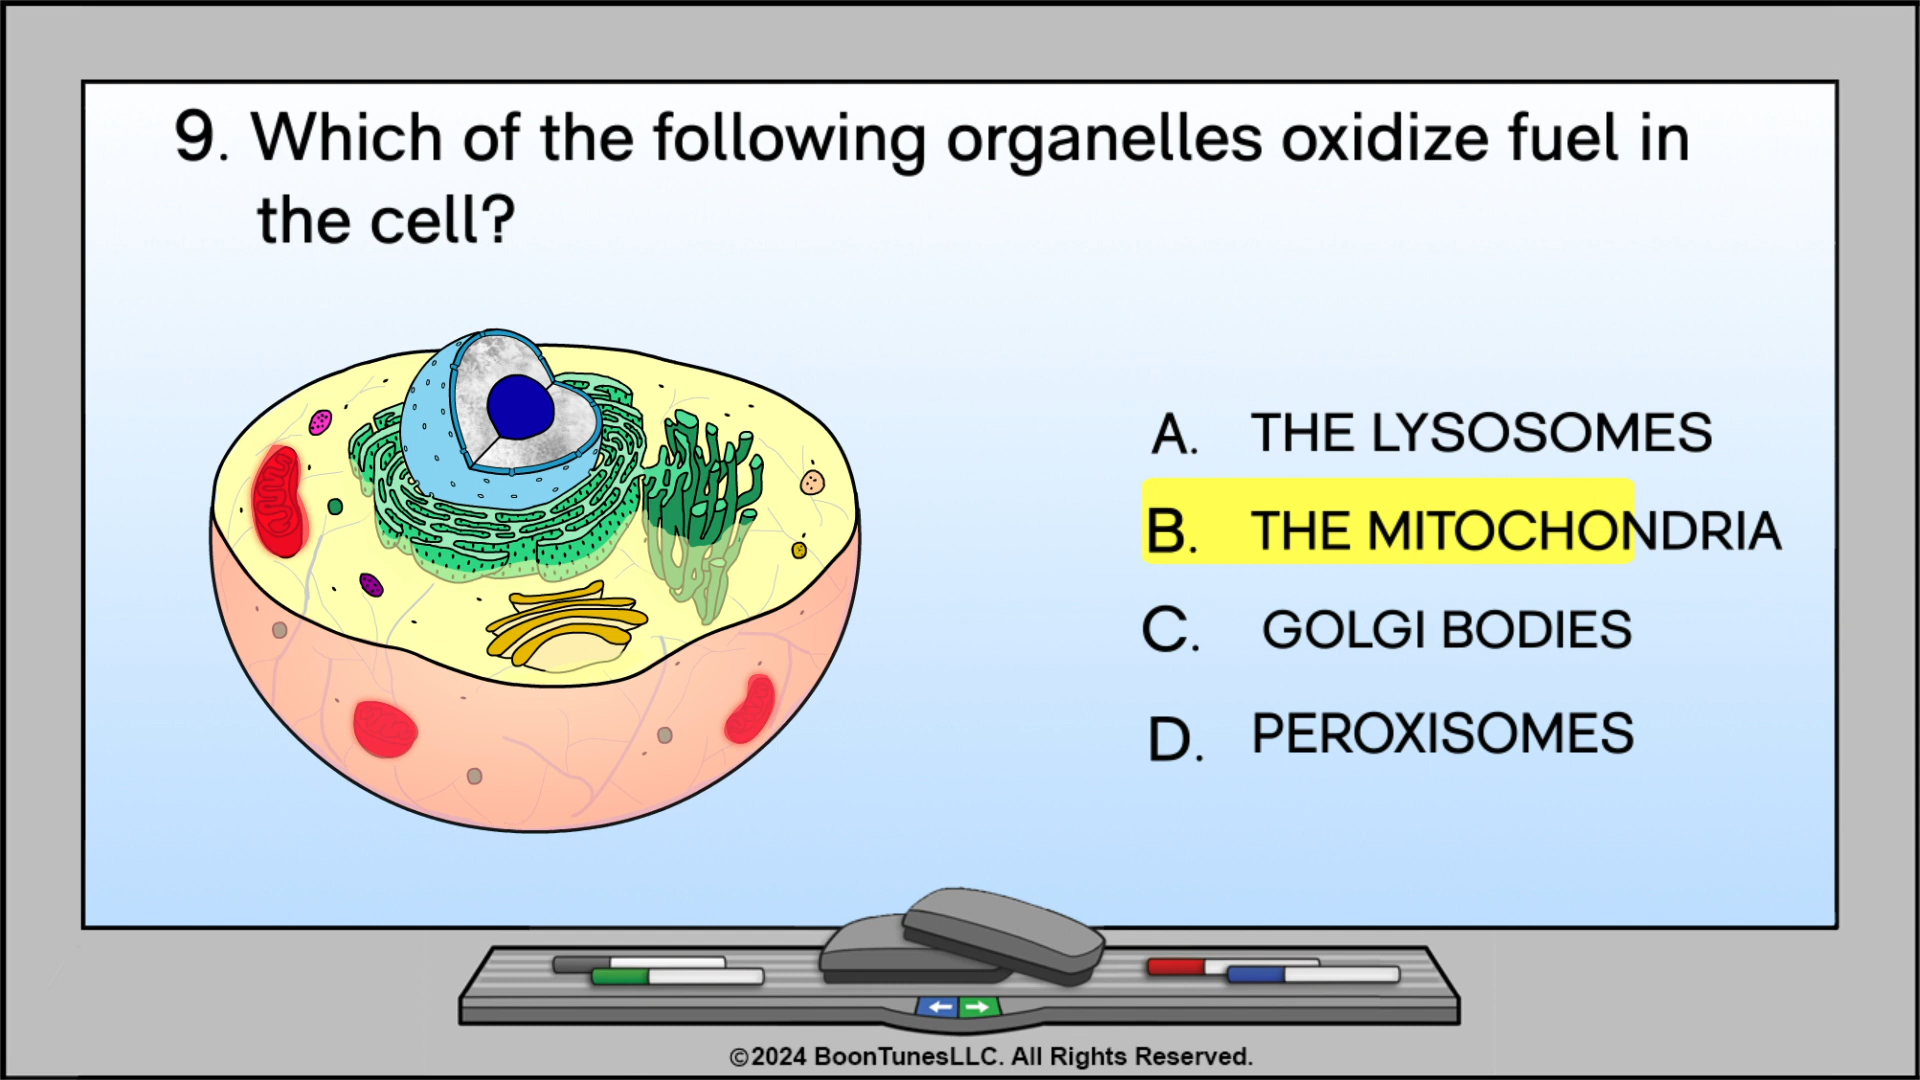 9. Which of the following organelles oxidize fuel in
the cell?
A. THE LYSOSOMES
B. THE MITOCHONDRIA
C. GOLGI BODIES
D. PEROXISOMES
©2024 BoonTunesLLC. All Rights Reserved.